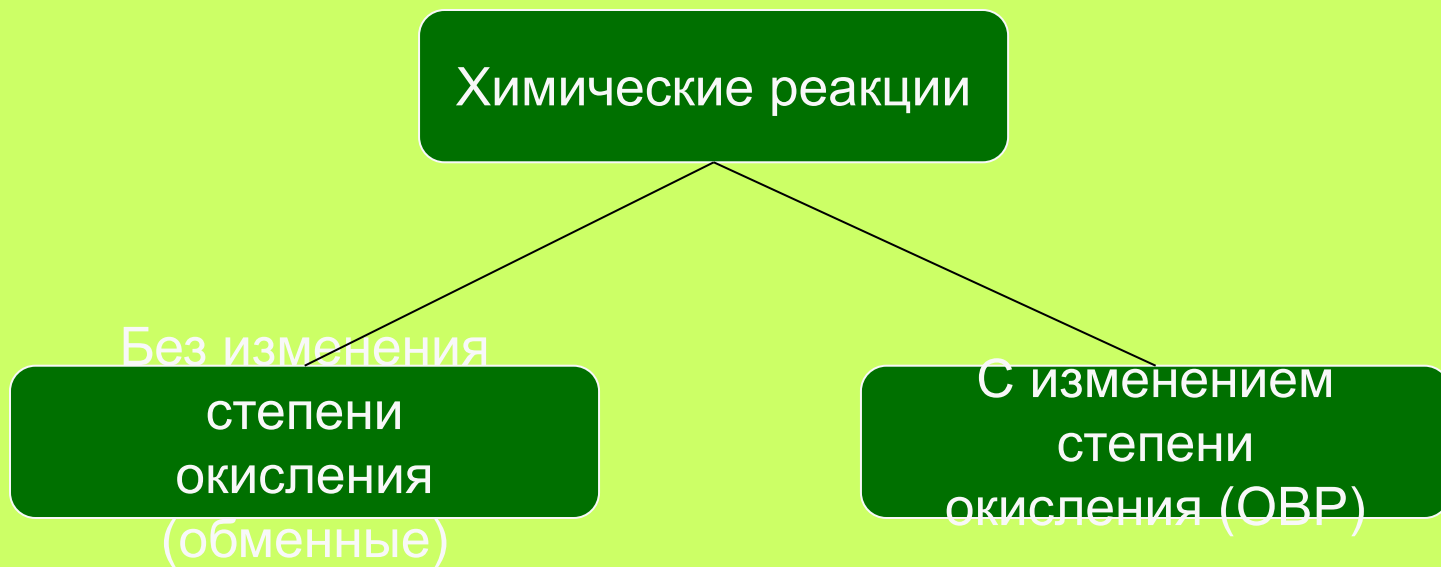 Химические реакции
Без изменения
степени
окисления
(обменные)
С изменением
степени
окисления (ОВР)